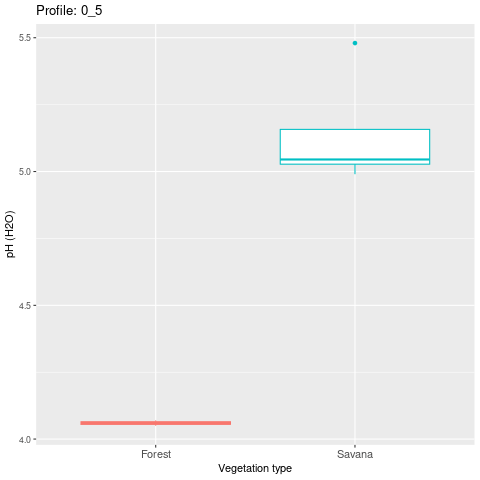 Profile: 0_5
pH (H2O)
5.5
5.0
4.5
4.0
Forest
Savana
Vegetation type